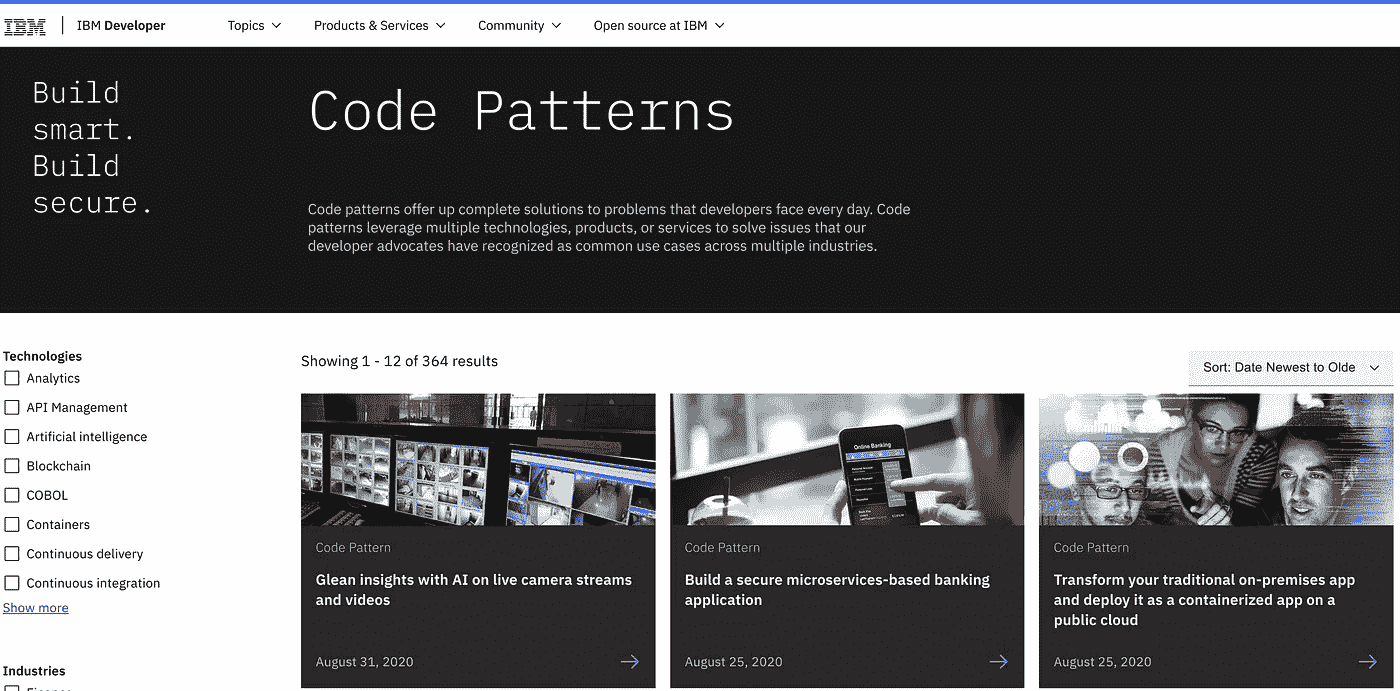 IBM
IBM Developer
Topics
Products & Services
Community
Open source at IBM
Build
smart.
Build
secure.
Code Patterns
Code patterns offer up complete solutions to problems that developers face every day. Code
patterns leverage multiple technologies, products, or services to solve issues that our
developer advocates have recognized as common use cases across multiple industries.
Technologies
Analytics
API Management
Artificial intelligence
Blockchain
COBOL
Containers
Continuous delivery
Continuous integration
Show more
Industries
Showing 1 - 12 of 364 results
Sort: Date Newest to Olde
Online Banking
Code Pattern
Glean insights with AI on live camera streams
and videos
August 31, 2020
Code Pattern
Build a secure microservices-based banking
application
August 25, 2020
Code Pattern
Transform your traditional on-premises app
and deploy it as a containerized app on a
public cloud
August 25, 2020